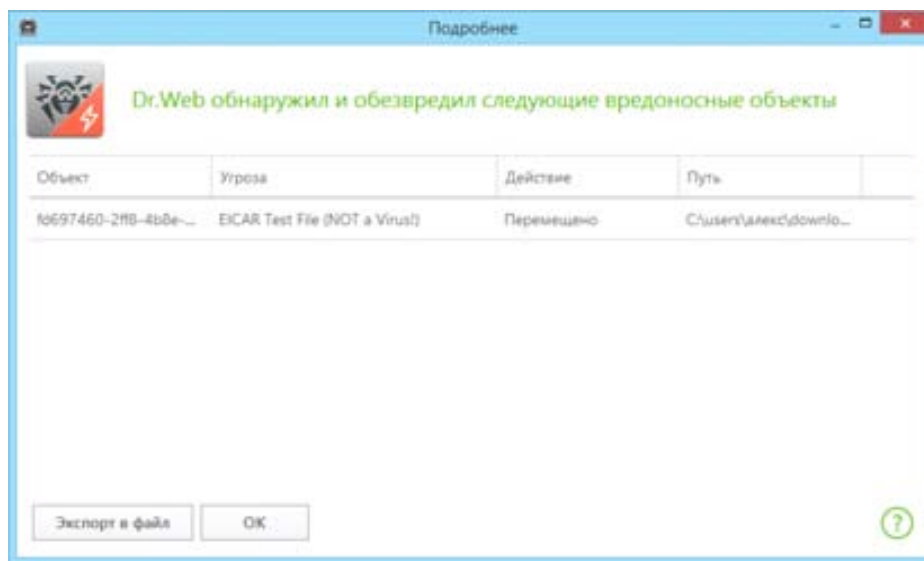 Подробнее
Dr.Web обнаружил и обезвредил следующие вредоносные объекты
Объект Угроза Действие Путь
fd697460-2ff8-4b8e-... EICAR Test File (NOT a Virus!) Перемещено C:\users\алекс\downlo...
Экспорт в файл OK ?